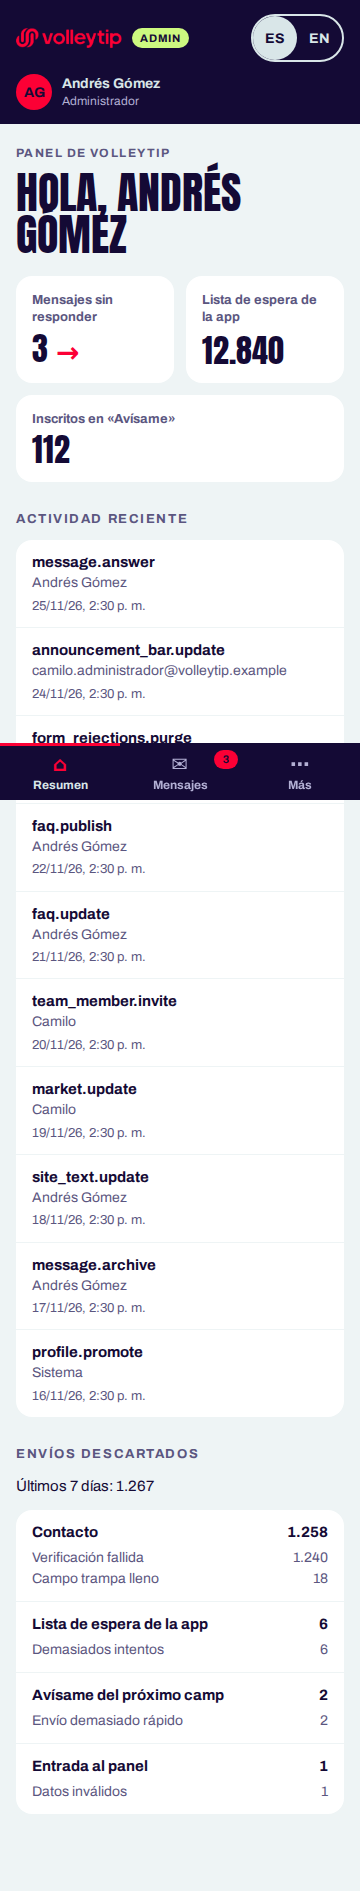 volleytip ADMIN ES EN
AG Andrés Gómez
Administrador
PANEL DE VOLLEYTIP
HOLA, ANDRÉS
GÓMEZ
Mensajes sin
responder
3 →
Lista de espera de
la app
12.840
Inscritos en «Avísame»
112
ACTIVIDAD RECIENTE
message.answer
Andrés Gómez
25/11/26, 2:30 p. m.
announcement_bar.update
camilo.administrador@volleytip.example
24/11/26, 2:30 p. m.
form_rejections.purge
3
Resumen Mensajes Más
faq.publish
Andrés Gómez
22/11/26, 2:30 p. m.
faq.update
Andrés Gómez
21/11/26, 2:30 p. m.
team_member.invite
Camilo
20/11/26, 2:30 p. m.
market.update
Camilo
19/11/26, 2:30 p. m.
site_text.update
Andrés Gómez
18/11/26, 2:30 p. m.
message.archive
Andrés Gómez
17/11/26, 2:30 p. m.
profile.promote
Sistema
16/11/26, 2:30 p. m.
ENVÍOS DESCARTADOS
Últimos 7 días: 1.267
Contacto 1.258
Verificación fallida 1.240
Campo trampa lleno 18
Lista de espera de la app 6
Demasiados intentos 6
Avísame del próximo camp 2
Envío demasiado rápido 2
Entrada al panel 1
Datos inválidos 1